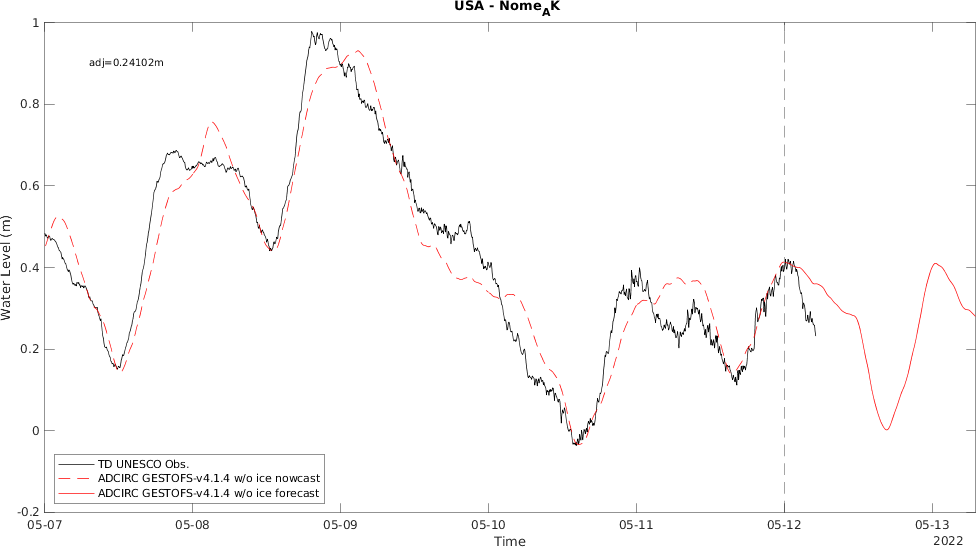 USA - Nome_AK
1
adj=0.24102m
0.8
0.6
0.4
0.2
0
-0.2
Water Level (m)
TD UNESCO Obs.
ADCIRC GESTOFS-v4.1.4 w/o ice nowcast
ADCIRC GESTOFS-v4.1.4 w/o ice forecast
05-07 05-08 05-09 05-10 05-11 05-12 05-13
Time
2022